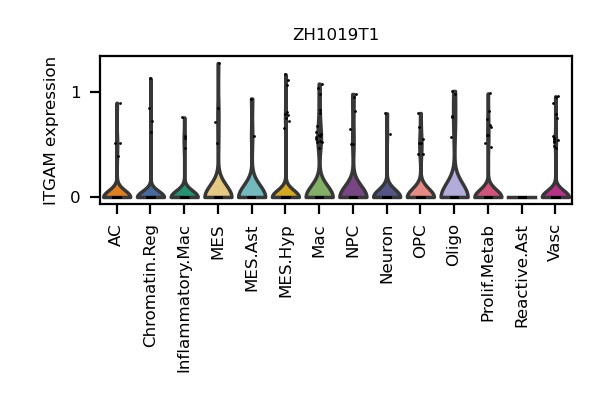 ZH1019T1
ITGAM expression
1
0
AC
Chromatin.Reg
Inflammatory.Mac
MES
MES.Ast
MES.Hyp
Mac
NPC
Neuron
OPC
Oligo
Prolif.Metab
Reactive.Ast
Vasc